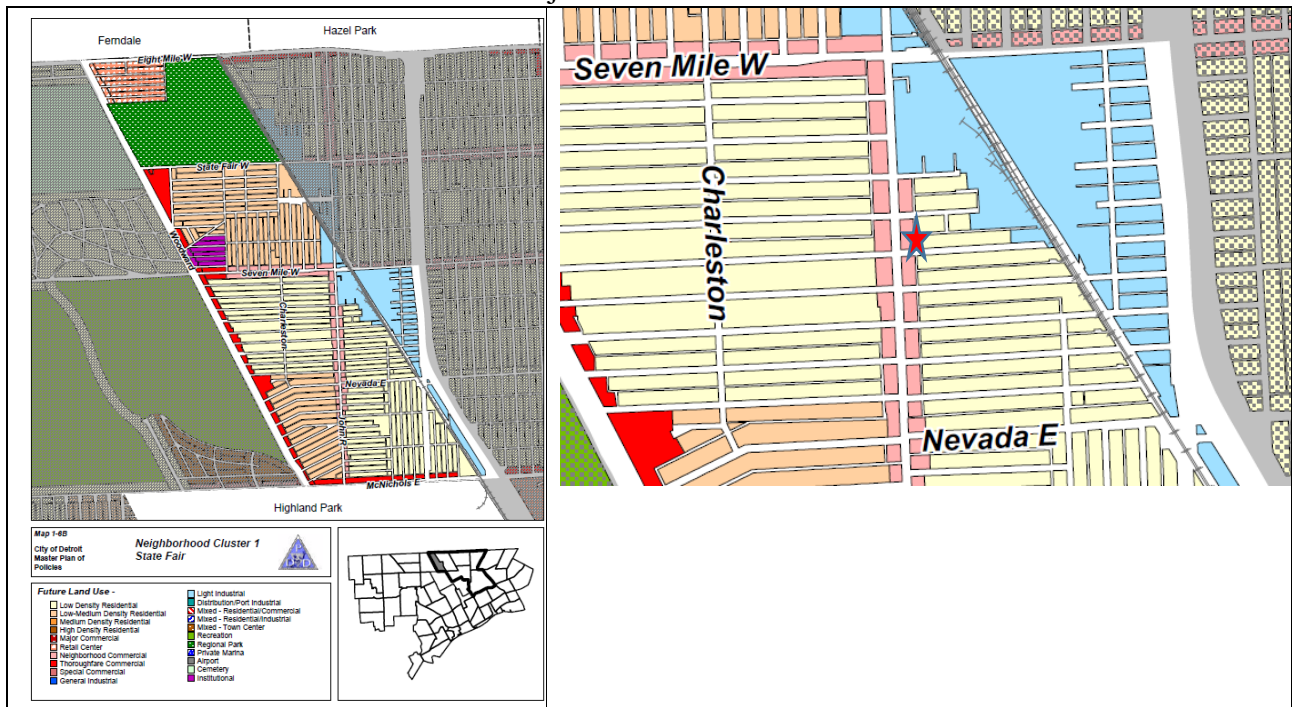 Ferndale
Hazel Park
Eight Mile W
State Fair W
Woodward
Seven Mile W
Charleston
Nevada E
John R
McNichols E
Highland Park
Map 1-6B
City of Detroit
Master Plan of
Policies
Neighborhood Cluster 1
State Fair
Future Land Use -
Low Density Residential
Low-Medium Density Residential
Medium Density Residential
High Density Residential
Major Commercial
Retail Center
Neighborhood Commercial
Thoroughfare Commercial
Special Commercial
General Industrial
Light Industrial
Distribution/Port Industrial
Mixed - Residential/Commercial
Mixed - Residential/Industrial
Mixed - Town Center
Recreation
Regional Park
Private Marina
Airport
Cemetery
Institutional
Seven Mile W
Charleston
Nevada E